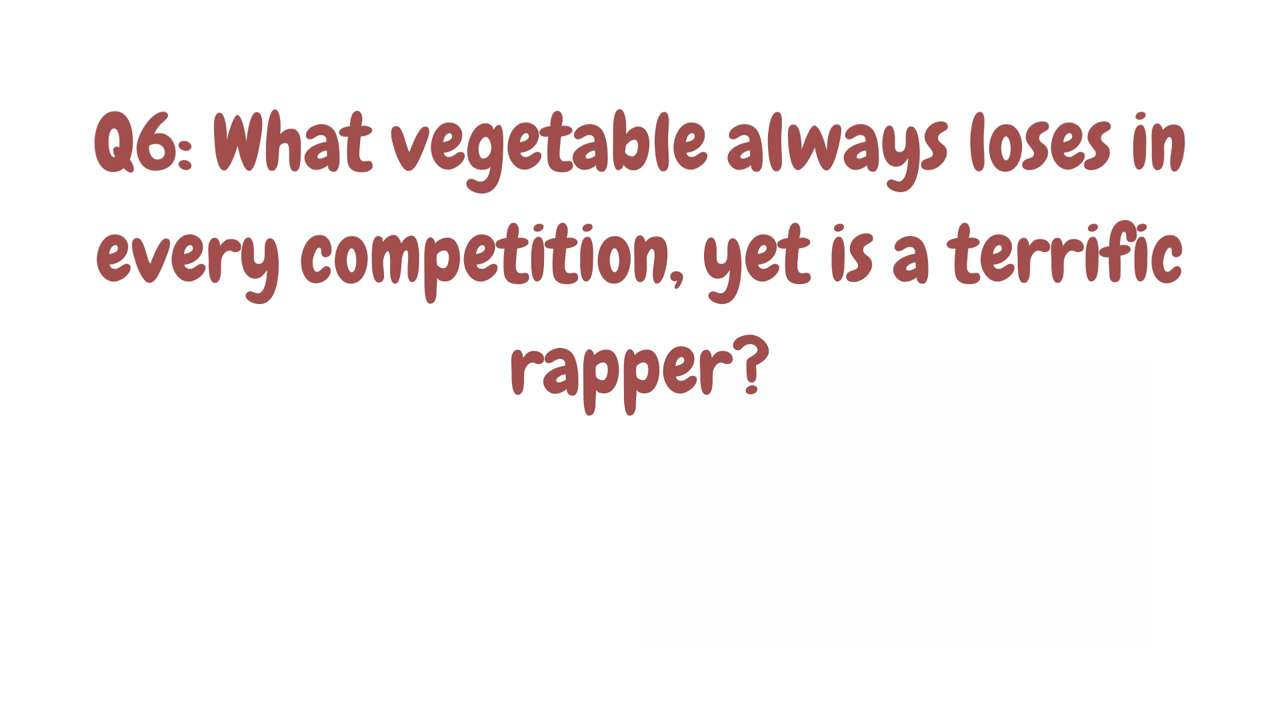 Q6: What vegetable always loses in
every competition, yet is a terrific
rapper?